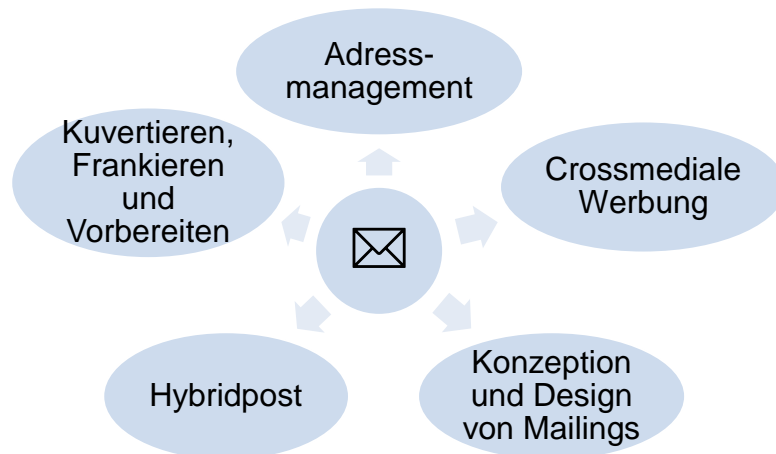 Adress-
management
Crossmediale
Werbung
Konzeption
und Design
von Mailings
Hybridpost
Kuvertieren,
Frankieren
und
Vorbereiten